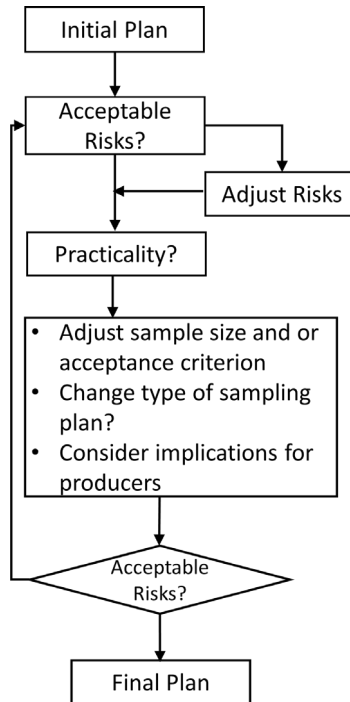 Initial Plan
Acceptable
Risks?
Adjust Risks
Practicality?
• Adjust sample size and or
acceptance criterion
• Change type of sampling
plan?
• Consider implications for
producers
Acceptable
Risks?
Final Plan